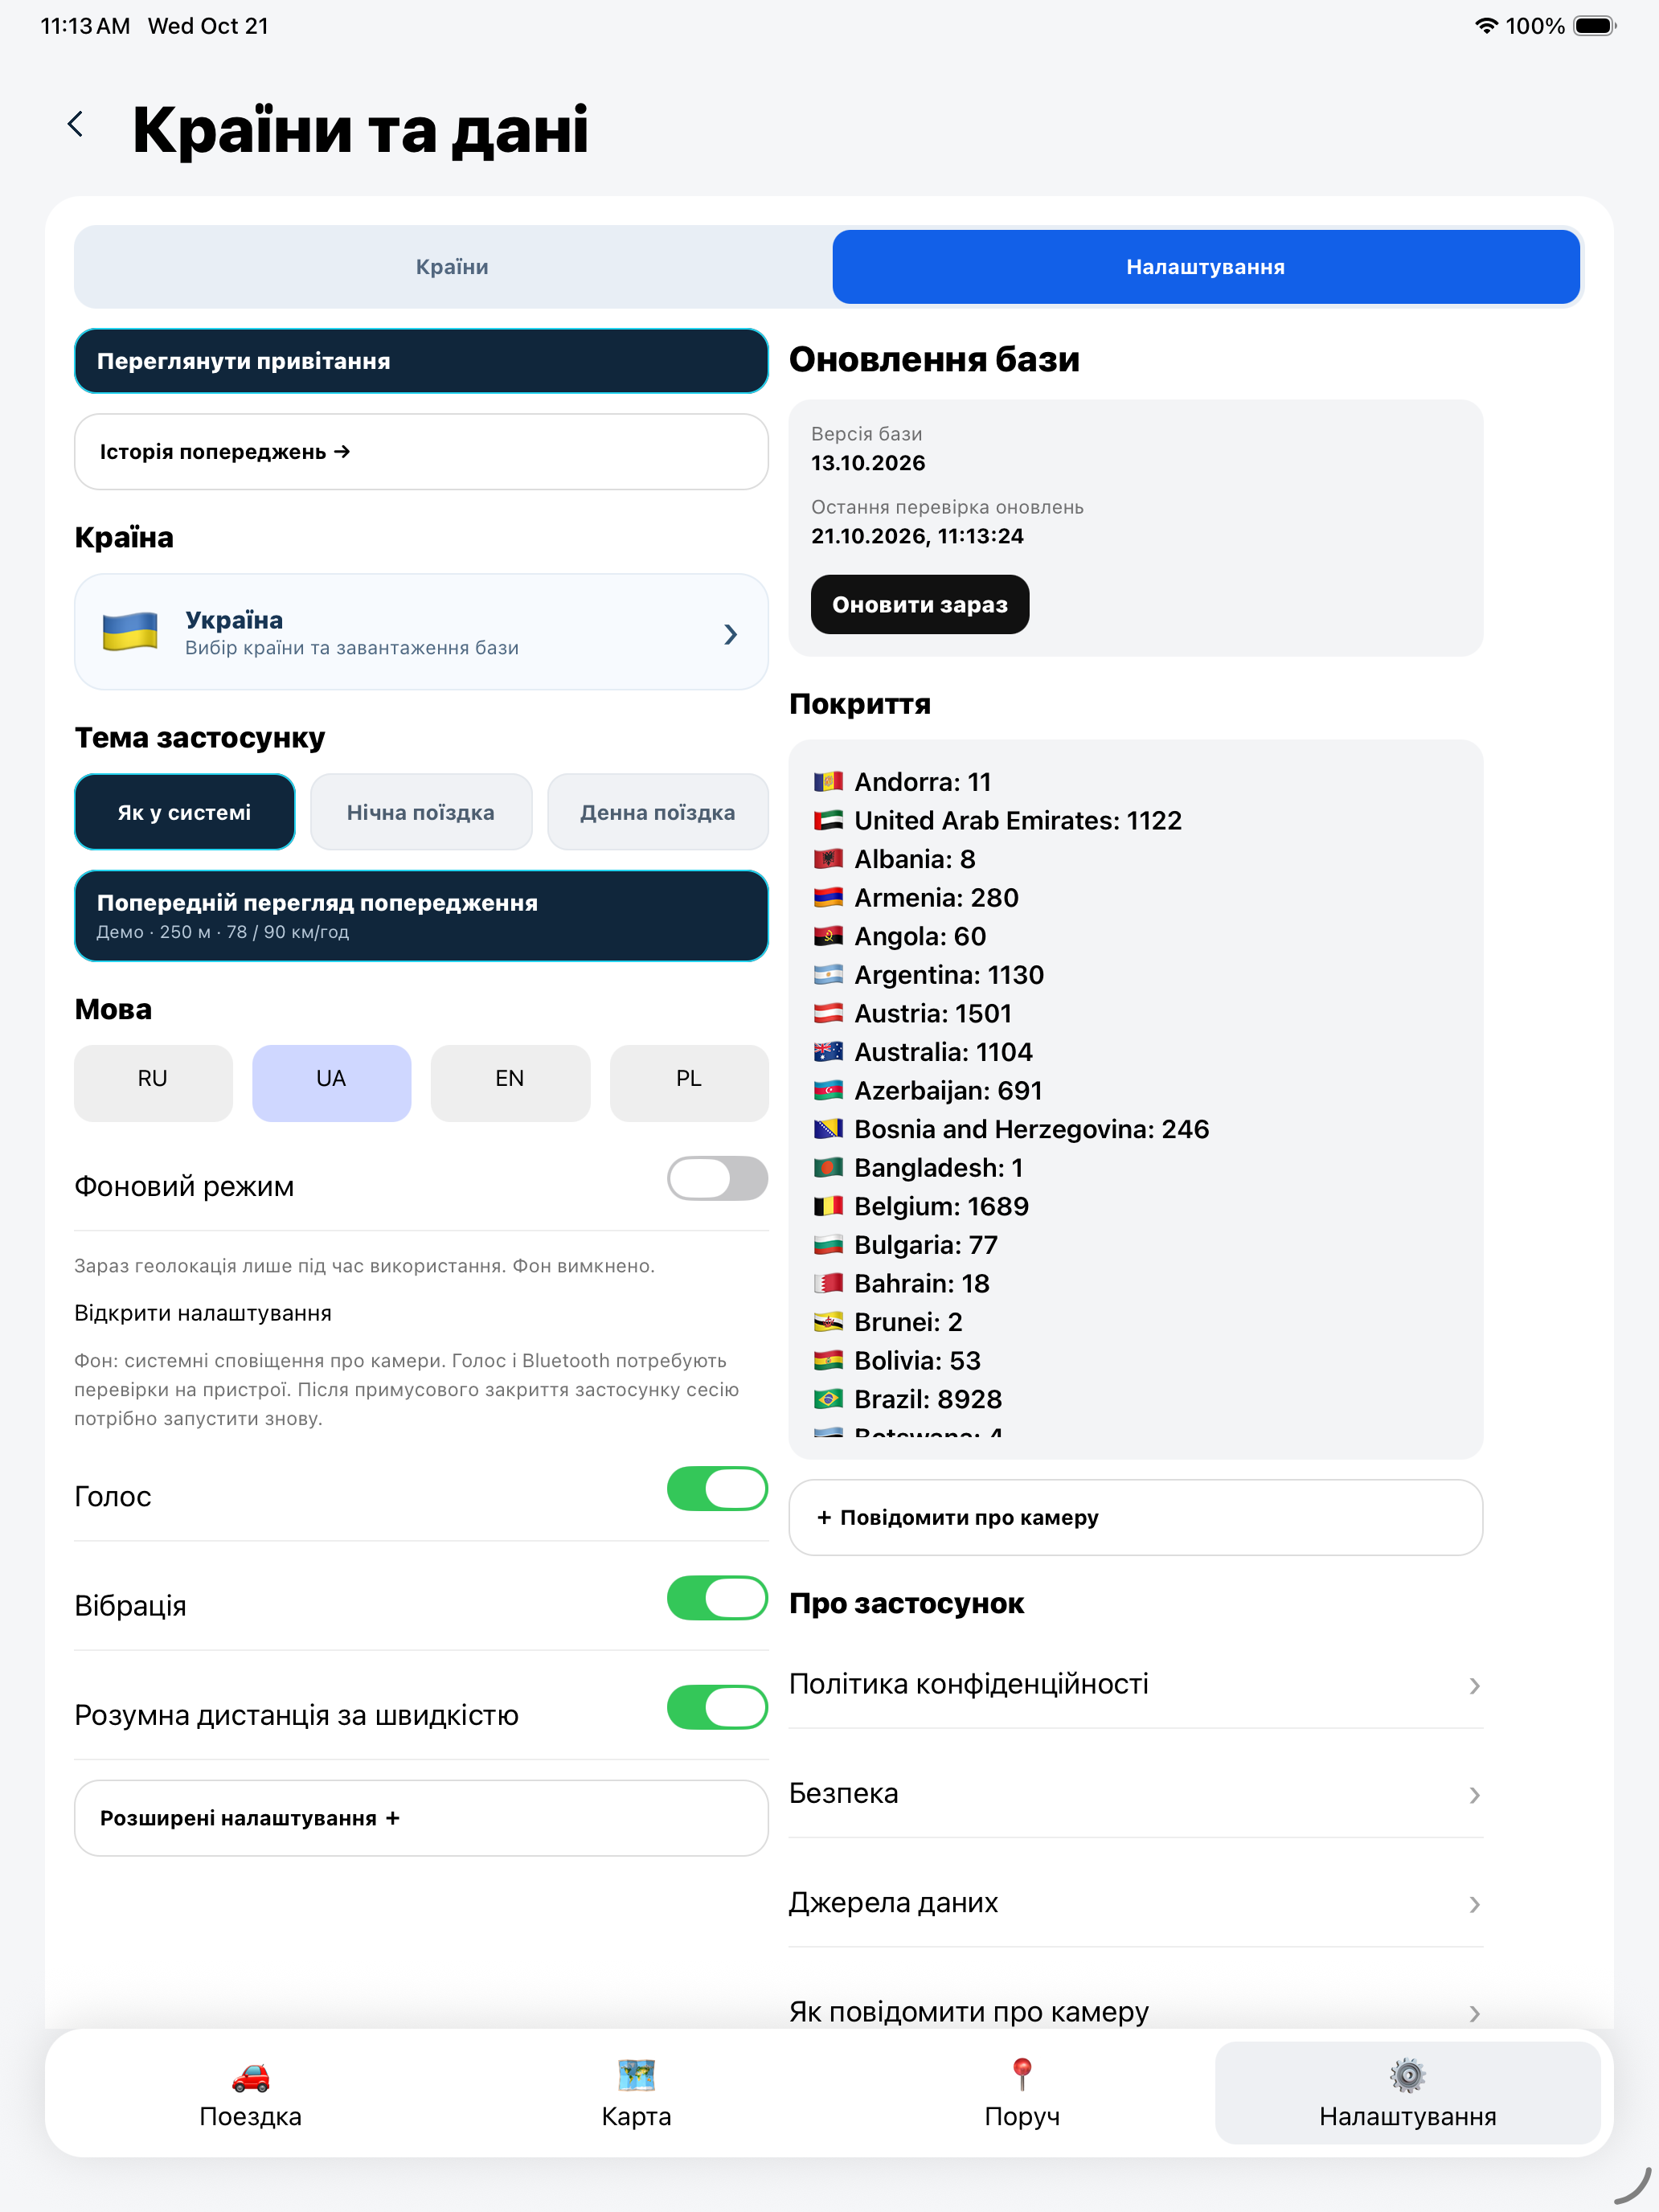 11:13 AM Wed Oct 21
100%
Країни та дані
Країни
Налаштування
Переглянути привітання
Історія попереджень →
Країна
Україна
Вибір країни та завантаження бази
Тема застосунку
Як у системі
Нічна поїздка
Денна поїздка
Попередній перегляд попередження
Демо · 250 м · 78 / 90 км/год
Мова
RU
UA
EN
PL
Фоновий режим
Зараз геолокація лише під час використання. Фон вимкнено.
Відкрити налаштування
Фон: системні сповіщення про камери. Голос і Bluetooth потребують
перевірки на пристрої. Після примусового закриття застосунку сесію
потрібно запустити знову.
Голос
Вібрація
Розумна дистанція за швидкістю
Розширені налаштування +
Оновлення бази
Версія бази
13.10.2026
Остання перевірка оновлень
21.10.2026, 11:13:24
Оновити зараз
Покриття
Andorra: 11
United Arab Emirates: 1122
Albania: 8
Armenia: 280
Angola: 60
Argentina: 1130
Austria: 1501
Australia: 1104
Azerbaijan: 691
Bosnia and Herzegovina: 246
Bangladesh: 1
Belgium: 1689
Bulgaria: 77
Bahrain: 18
Brunei: 2
Bolivia: 53
Brazil: 8928
Botswana: 4
+ Повідомити про камеру
Про застосунок
Політика конфіденційності
Безпека
Джерела даних
Як повідомити про камеру
Поездка
Карта
Поруч
Налаштування